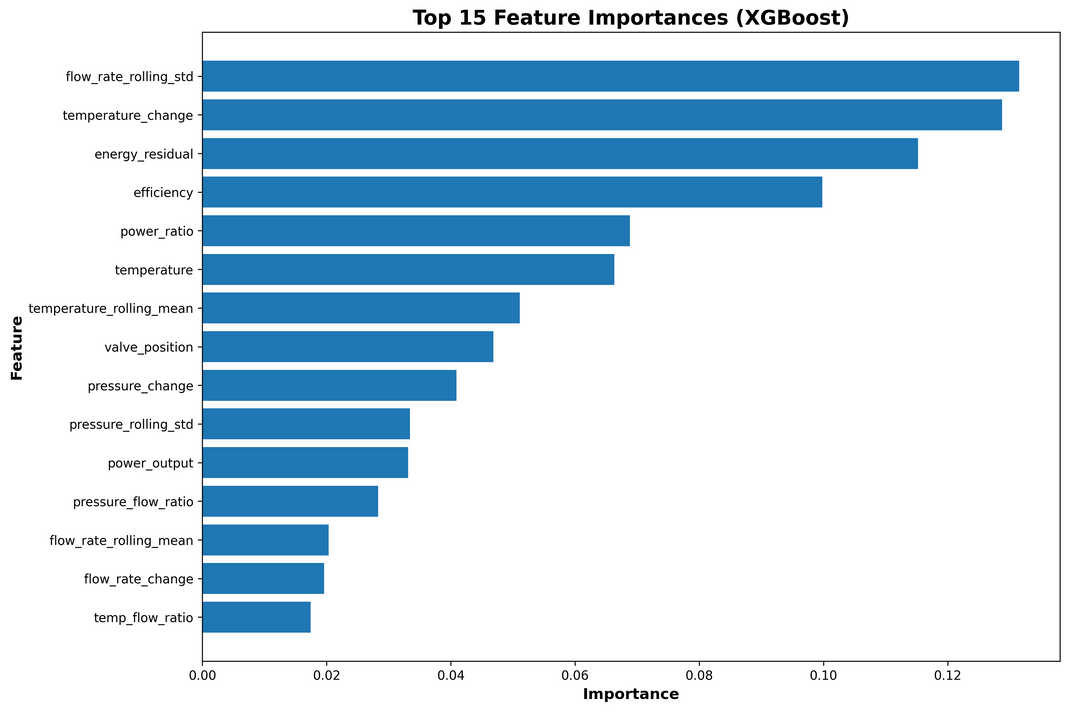 Top 15 Feature Importances (XGBoost)
Feature
flow_rate_rolling_std
temperature_change
energy_residual
efficiency
power_ratio
temperature
temperature_rolling_mean
valve_position
pressure_change
pressure_rolling_std
power_output
pressure_flow_ratio
flow_rate_rolling_mean
flow_rate_change
temp_flow_ratio
0.00 0.02 0.04 0.06 0.08 0.10 0.12
Importance